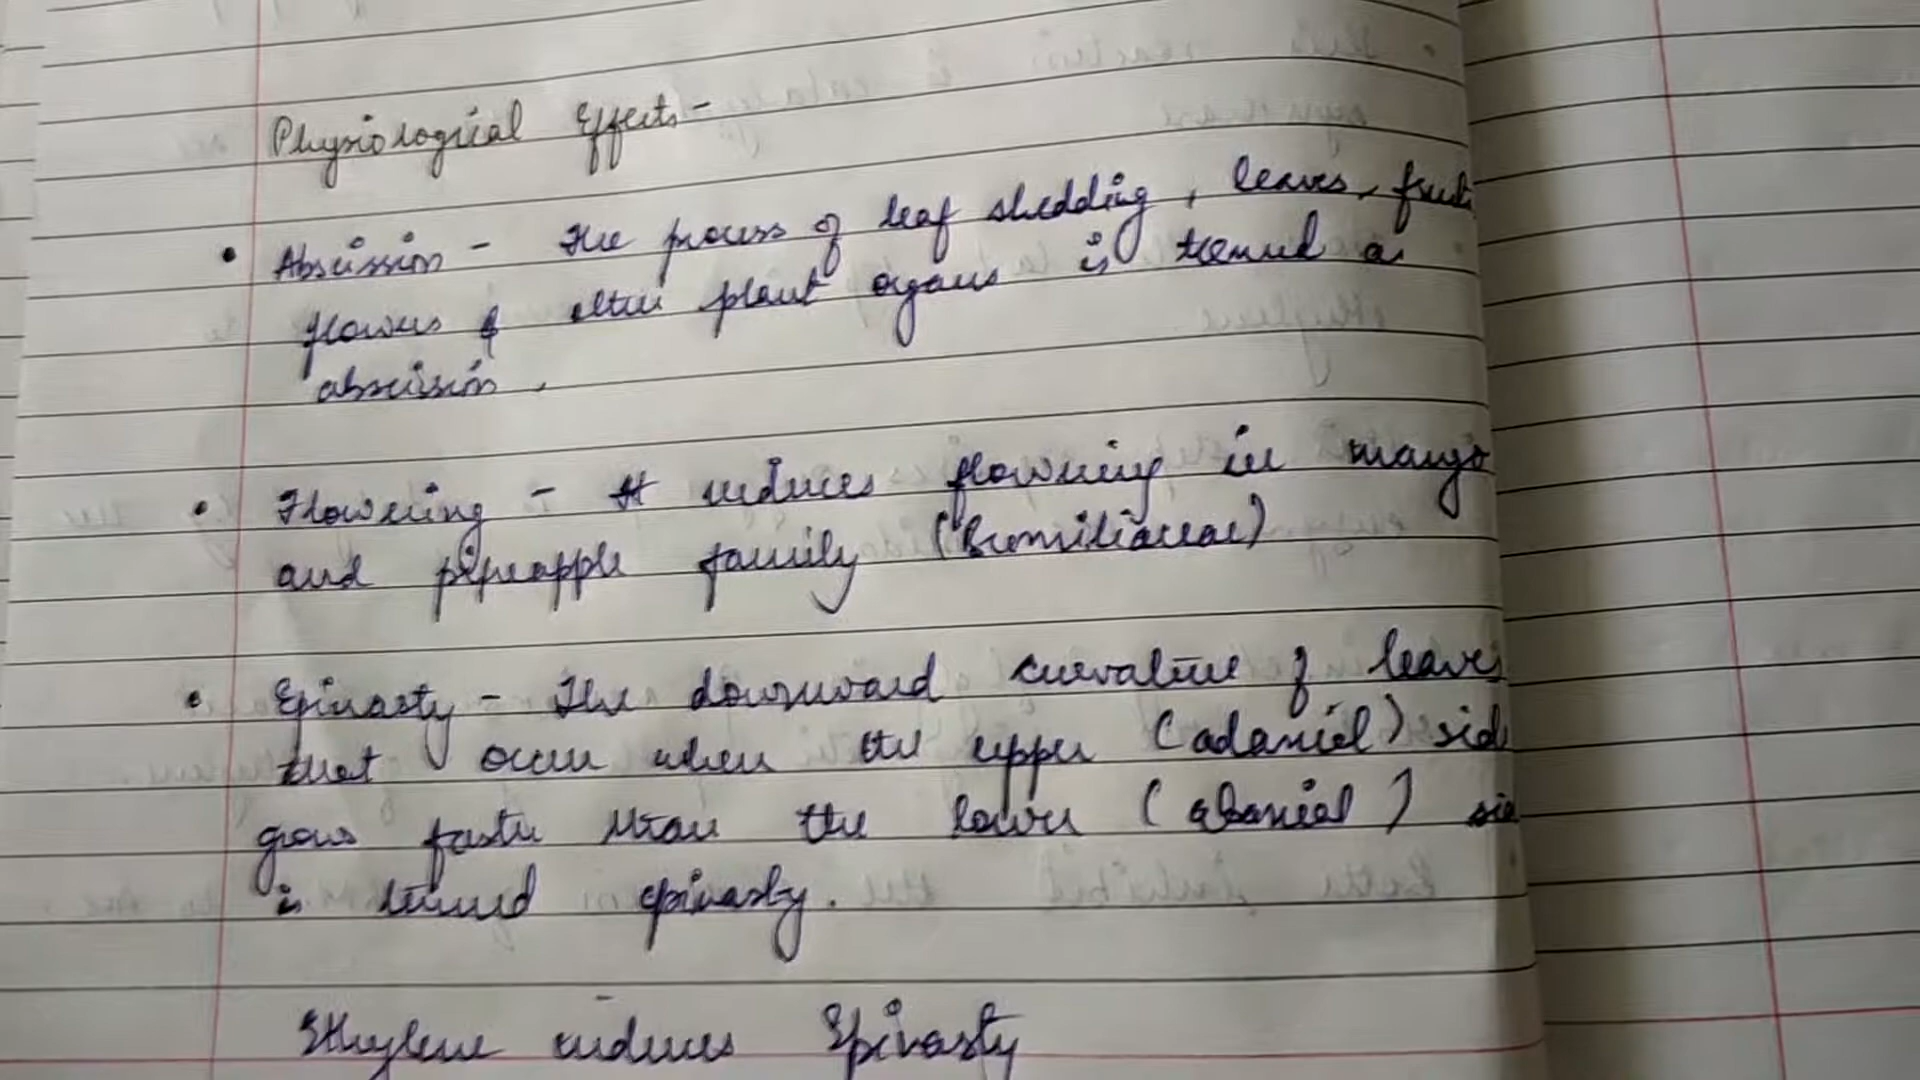 Physiological Effects -
• Abscission - The process of leaf shedding, leaves, fruit
flowers & other plant organs is termed as
abscission.
• Flowering - It induces flowering in mango
and pipeapple family (Bromiliaceae)
• Epinasty - The downward curvature of leaves
that occur when the upper (adaxial) side
grows faster than the lower (abaxial) side
is termed epinasty.
Ethylene induces Epinasty